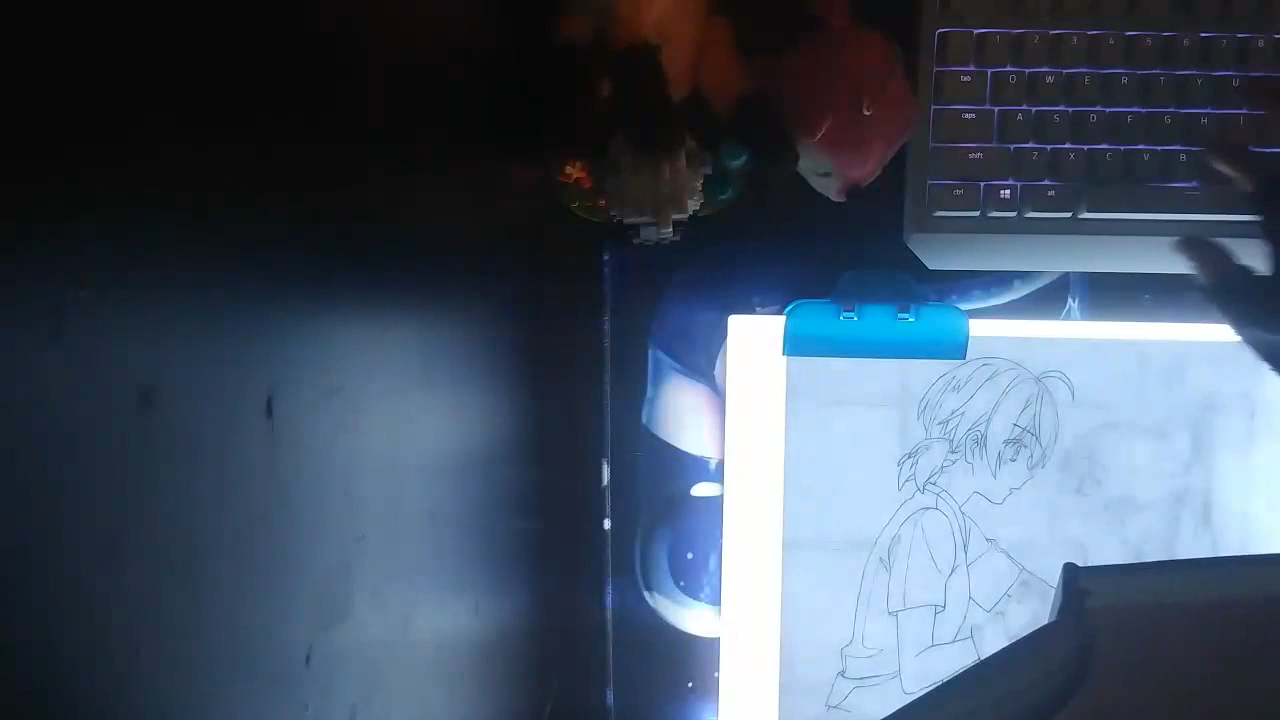 1 2 3 4 5 6 7 8
tab Q W E R T Y U
caps A S D F G H
shift Z X C V B
ctrl alt